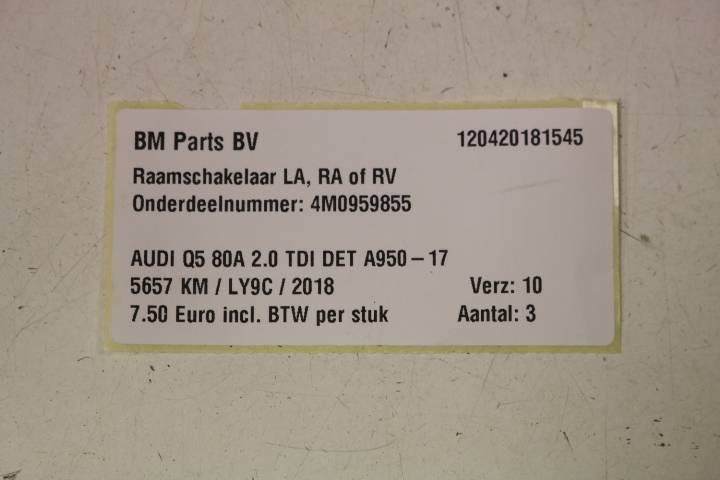 BM Parts BV 120420181545
Raamschakelaar LA, RA of RV
Onderdeelnummer: 4M0959855
AUDI Q5 80A 2.0 TDI DET A950 – 17
5657 KM / LY9C / 2018 Verz: 10
7.50 Euro incl. BTW per stuk Aantal: 3